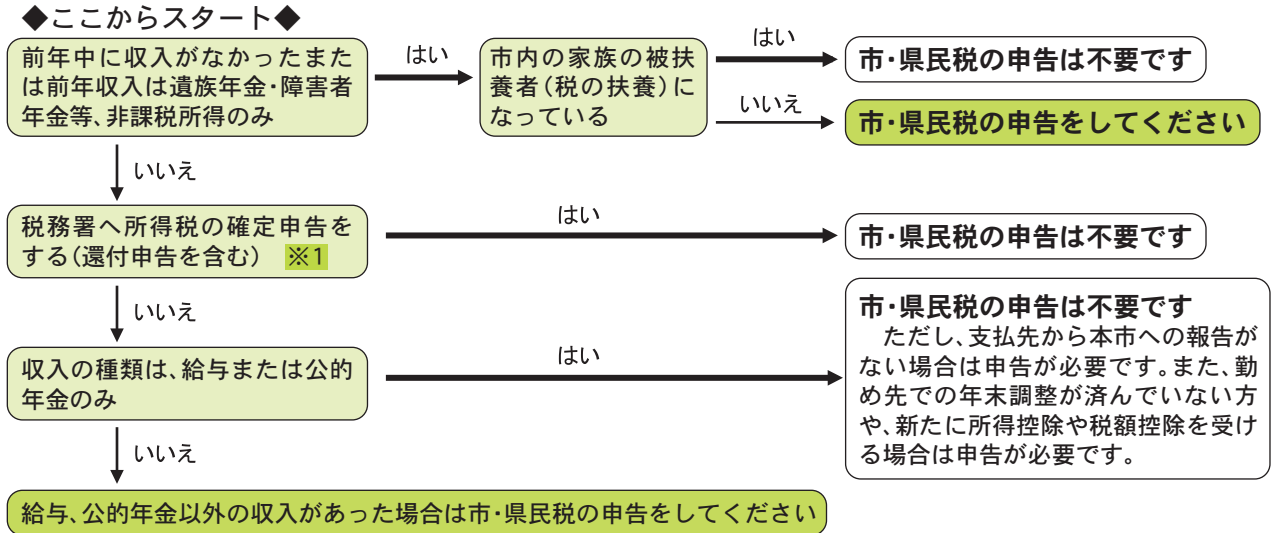 ◆ここからスタート◆
前年中に収入がなかったまた
は前年収入は遺族年金・障害者
年金等、非課税所得のみ
はい
市内の家族の被扶
養者(税の扶養)に
なっている
はい
市・県民税の申告は不要です
いいえ
市・県民税の申告をしてください
いいえ
税務署へ所得税の確定申告を
する(還付申告を含む) ※1
はい
市・県民税の申告は不要です
いいえ
収入の種類は、給与または公的
年金のみ
はい
市・県民税の申告は不要です
ただし、支払先から本市への報告が
ない場合は申告が必要です。また、勤
め先での年末調整が済んでいない方
や、新たに所得控除や税額控除を受け
る場合は申告が必要です。
いいえ
給与、公的年金以外の収入があった場合は市・県民税の申告をしてください